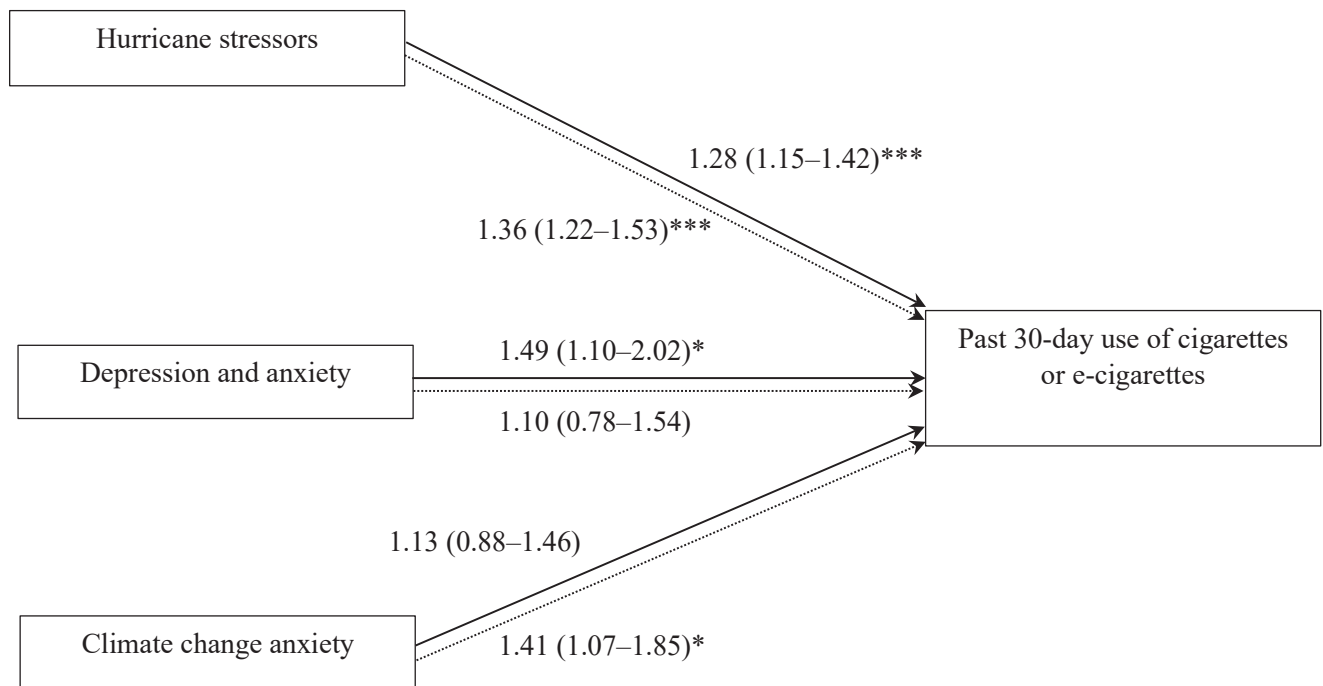 Hurricane stressors
1.28 (1.15–1.42)***
1.36 (1.22–1.53)***
Past 30-day use of cigarettes
or e-cigarettes
1.49 (1.10–2.02)*
Depression and anxiety
1.10 (0.78–1.54)
1.13 (0.88–1.46)
Climate change anxiety
1.41 (1.07–1.85)*